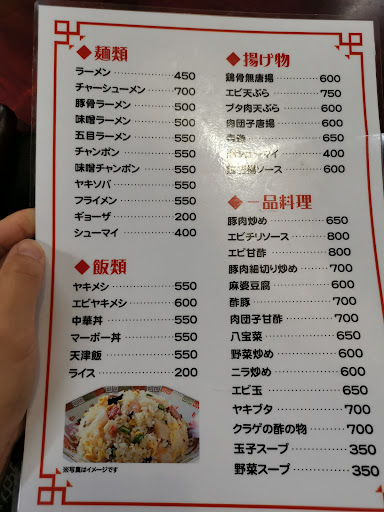 ◆麺類
ラーメン 450
チャーシューメン 700
豚骨ラーメン 500
味噌ラーメン 500
五目ラーメン 550
チャンポン 550
味噌チャンポン 550
ヤキソバ 550
フライメン 550
ギョーザ 200
シューマイ 400
◆飯類
ヤキメシ 550
エビヤキメシ 600
中華丼 550
マーボー丼 550
天津飯 550
ライス 200
※写真はイメージです
◆揚げ物
鶏骨無唐揚 600
エビ天ぷら 750
ブタ肉天ぷら 600
肉団子唐揚 600
650
シューマイ 400
ソース 600
◆一品料理
豚肉炒め 650
エビチリソース 800
エビ甘酢 800
豚肉細切り炒め 700
麻婆豆腐 600
酢豚 700
肉団子甘酢 700
八宝菜 650
野菜炒め 600
ニラ炒め 600
エビ玉 650
ヤキブタ 700
クラゲの酢の物 700
玉子スープ 350
野菜スープ 350